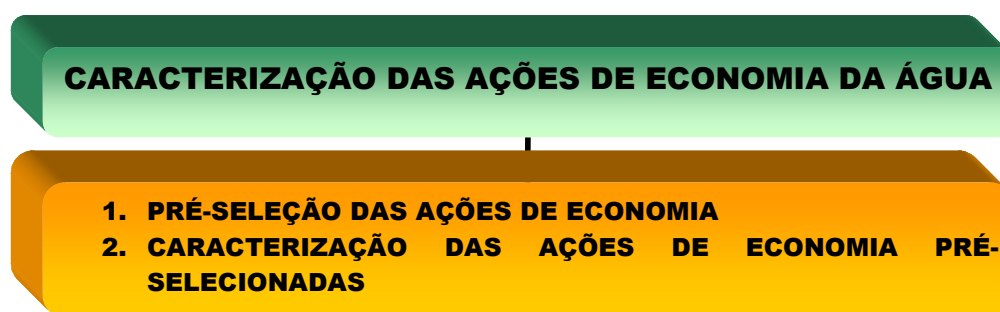 CARACTERIZAÇÃO DAS AÇÕES DE ECONOMIA DA ÁGUA
1. PRÉ-SELEÇÃO DAS AÇÕES DE ECONOMIA
2. CARACTERIZAÇÃO DAS AÇÕES DE ECONOMIA PRÉ-
SELECIONADAS